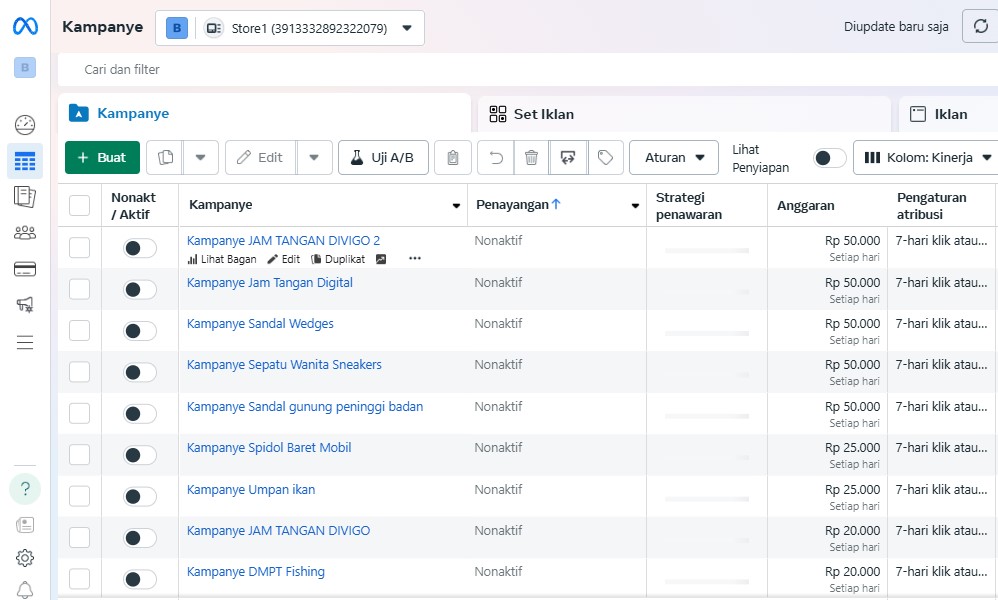 Kampanye
B
Store1 (3913332892322079)
Diupdate baru saja
B
Cari dan filter
Kampanye
Set Iklan
Iklan
+ Buat
Edit
Uji A/B
Aturan
Lihat
Penyiapan
Kolom: Kinerja
Nonakt
/ Aktif
Kampanye
Penayangan↑
Strategi
penawaran
Anggaran
Pengaturan
atribusi
Kampanye JAM TANGAN DIVIGO 2
Nonaktif
Rp 50.000
7-hari klik atau...
Lihat Bagan
Edit
Duplikat
...
Setiap hari
Kampanye Jam Tangan Digital
Nonaktif
Rp 50.000
7-hari klik atau...
Setiap hari
Kampanye Sandal Wedges
Nonaktif
Rp 50.000
7-hari klik atau...
Setiap hari
Kampanye Sepatu Wanita Sneakers
Nonaktif
Rp 50.000
7-hari klik atau...
Setiap hari
Kampanye Sandal gunung peninggi badan
Nonaktif
Rp 50.000
7-hari klik atau...
Setiap hari
Kampanye Spidol Baret Mobil
Nonaktif
Rp 25.000
7-hari klik atau...
Setiap hari
Kampanye Umpan ikan
Nonaktif
Rp 25.000
7-hari klik atau...
Setiap hari
Kampanye JAM TANGAN DIVIGO
Nonaktif
Rp 20.000
7-hari klik atau...
Setiap hari
Kampanye DMPT Fishing
Nonaktif
Rp 20.000
7-hari klik atau...
Setiap hari
?